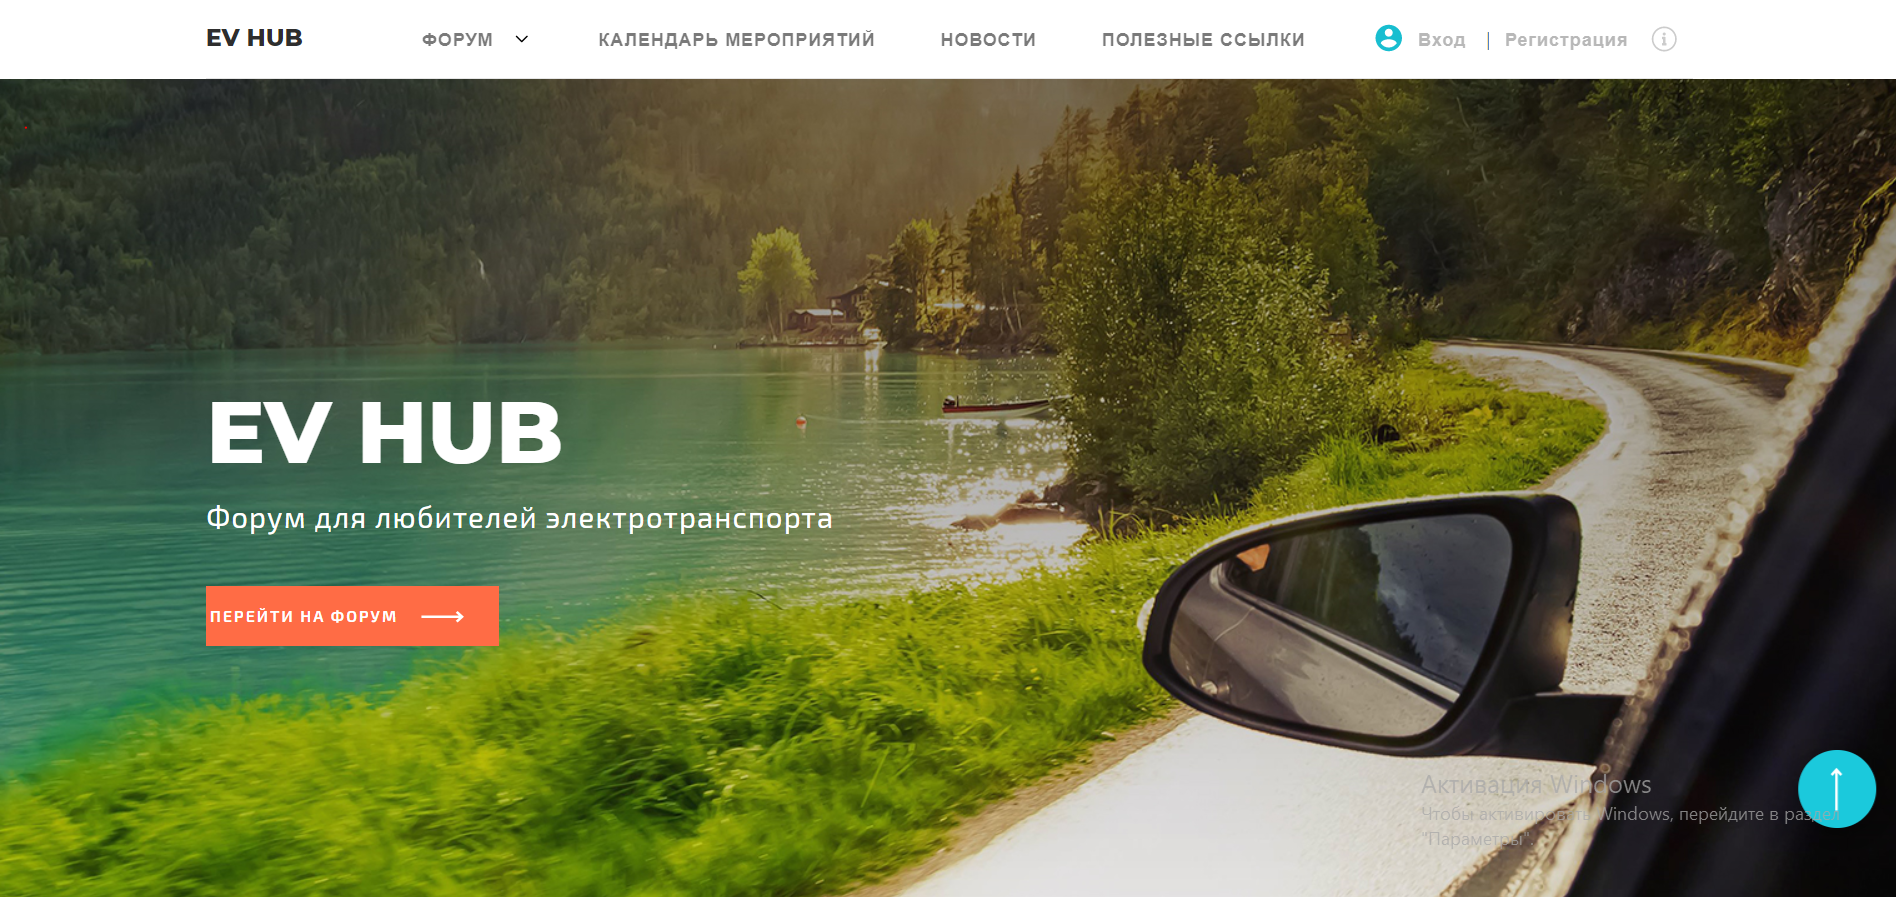 EV HUB
ФОРУМ
КАЛЕНДАРЬ МЕРОПРИЯТИЙ
НОВОСТИ
ПОЛЕЗНЫЕ ССЫЛКИ
Вход | Регистрация
EV HUB
Форум для любителей электротранспорта
ПЕРЕЙТИ НА ФОРУМ
Активация Windows
Чтобы активировать Windows, перейдите в раздел
"Параметры".